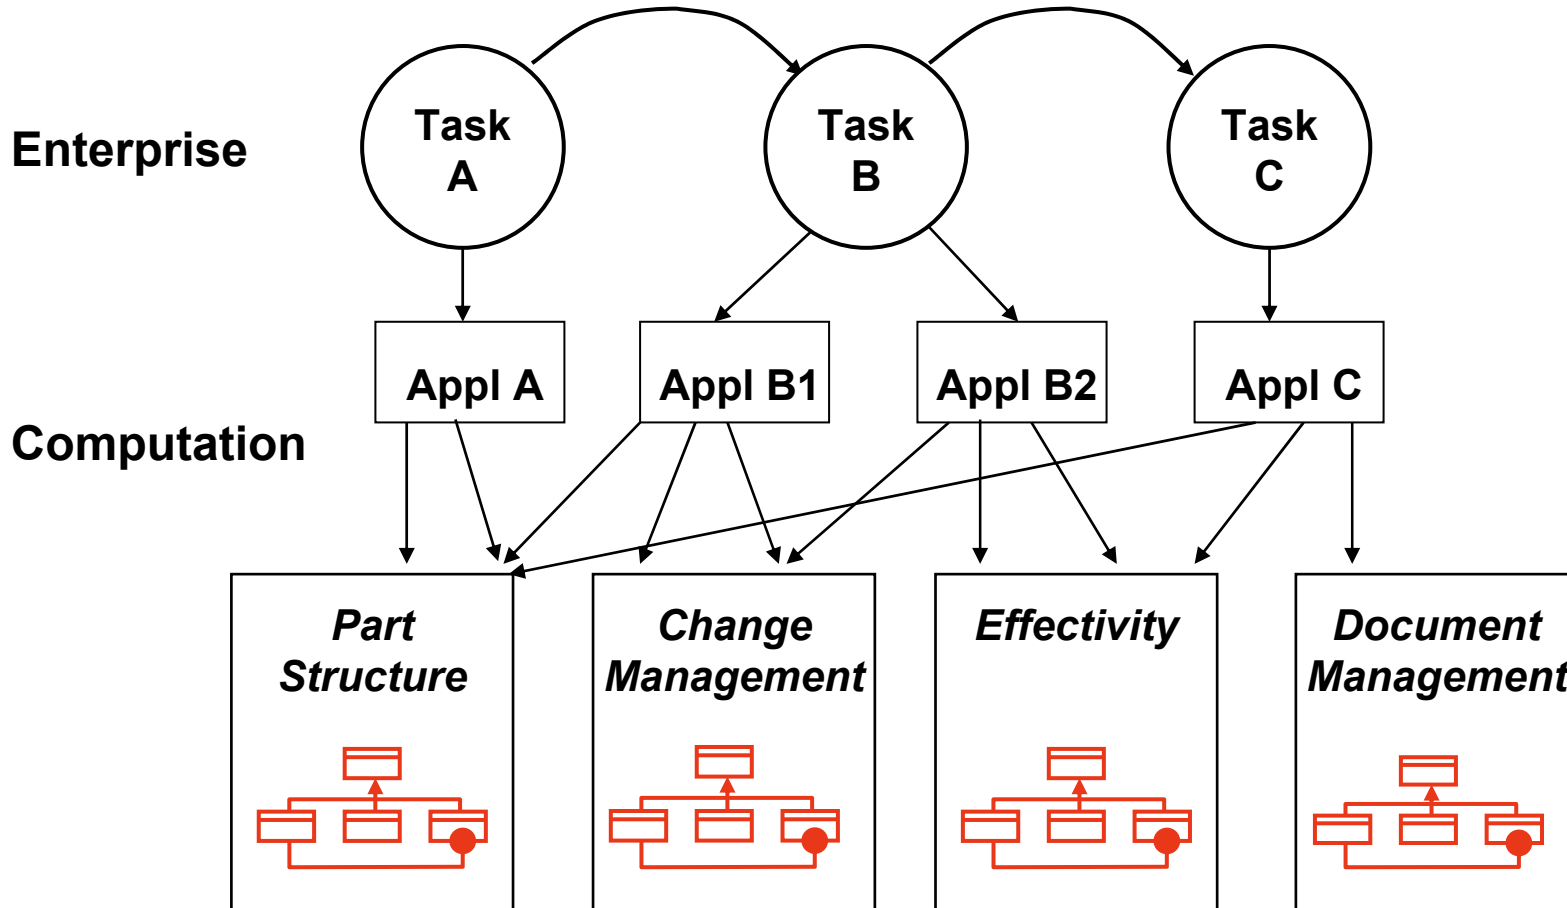 Enterprise
Task
A
Task
B
Task
C
Computation
Appl A
Appl B1
Appl B2
Appl C
Part
Structure
Change
Management
Effectivity
Document
Management